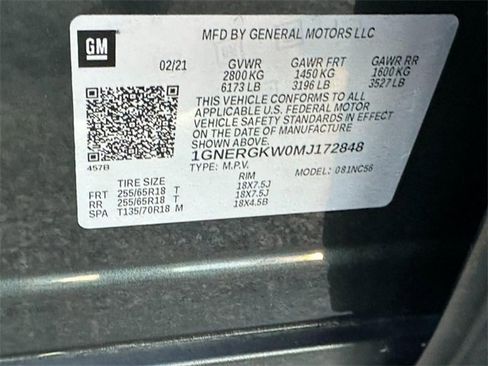 GM
MFD BY GENERAL MOTORS LLC
02/21 GVWR GAWR FRT GAWR RR
2800 KG 1450 KG 1600 KG
6173 LB 3196 LB 3527 LB
THIS VEHICLE CONFORMS TO ALL
APPLICABLE U.S. FEDERAL MOTOR
VEHICLE SAFETY STANDARDS IN EFFECT
ON THE DATE OF MANUFACTURE SHOWN ABOVE.
1GNERGKW0MJ172848
457B TYPE: M.P.V. MODEL: 081NC56
TIRE SIZE RIM
FRT 255/65R18 T 18X7.5J
RR 255/65R18 T 18X7.5J
SPA T135/70R18 M 18X4.5B